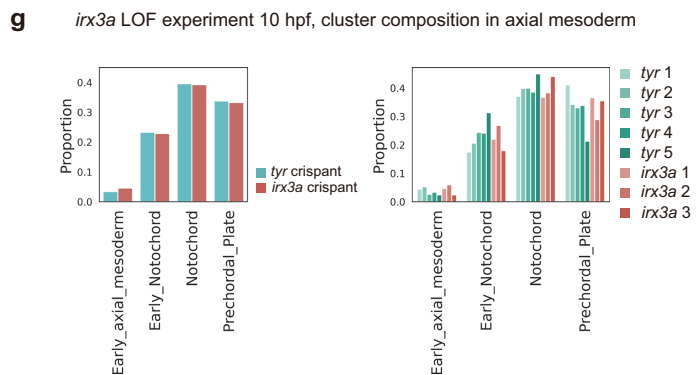 g
irx3a LOF experiment 10 hpf, cluster composition in axial mesoderm
Proportion
0.4
0.3
0.2
0.1
0.0
Early_axial_mesoderm
Early_Notochord
Notochord
Prechordal_Plate
tyr crispant
irx3a crispant
Proportion
0.4
0.3
0.2
0.1
0.0
Early_axial_mesoderm
Early_Notochord
Notochord
Prechordal_Plate
tyr 1
tyr 2
tyr 3
tyr 4
tyr 5
irx3a 1
irx3a 2
irx3a 3